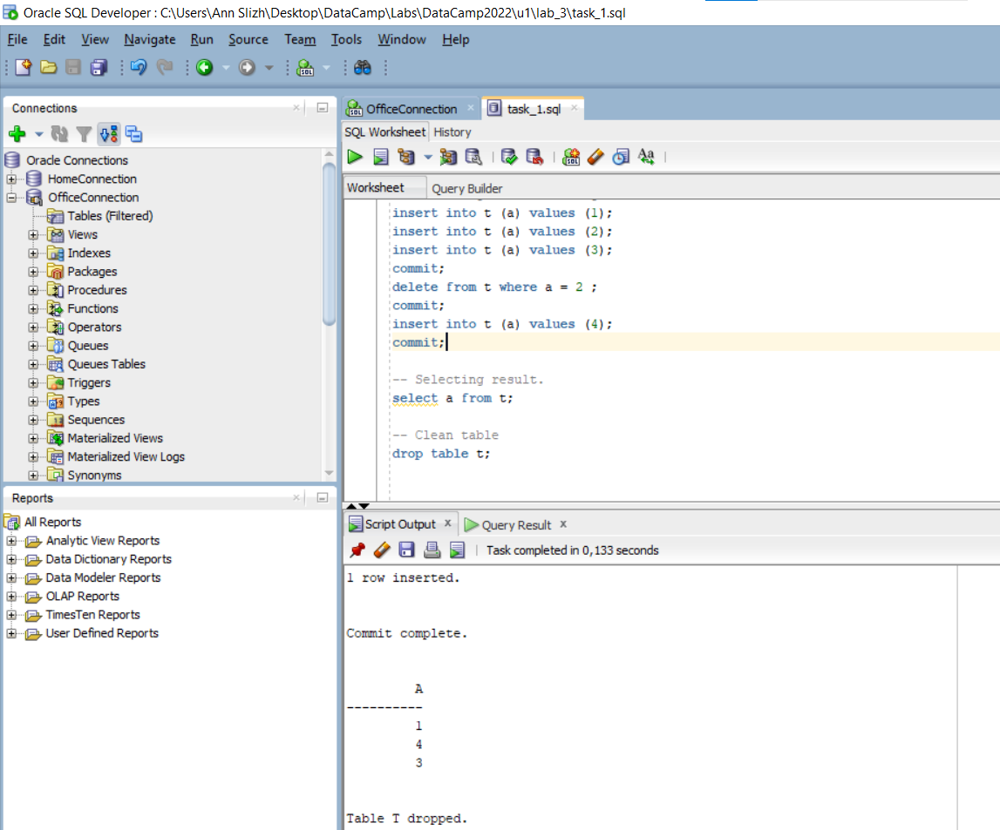 Oracle SQL Developer : C:\Users\Ann Slizh\Desktop\DataCamp\Labs\DataCamp2022\u1\lab_3\task_1.sql
File Edit View Navigate Run Source Team Tools Window Help
Connections
Oracle Connections
HomeConnection
OfficeConnection
Tables (Filtered)
Views
Indexes
Packages
Procedures
Functions
Operators
Queues
Queues Tables
Triggers
Types
Sequences
Materialized Views
Materialized View Logs
Synonyms
Reports
All Reports
Analytic View Reports
Data Dictionary Reports
Data Modeler Reports
OLAP Reports
TimesTen Reports
User Defined Reports
OfficeConnection task_1.sql
SQL Worksheet History
Worksheet Query Builder
insert into t (a) values (1);
insert into t (a) values (2);
insert into t (a) values (3);
commit;
delete from t where a = 2 ;
commit;
insert into t (a) values (4);
commit;
-- Selecting result.
select a from t;
-- Clean table
drop table t;
Script Output Query Result
Task completed in 0,133 seconds
1 row inserted.
Commit complete.
A
----------
1
4
3
Table T dropped.